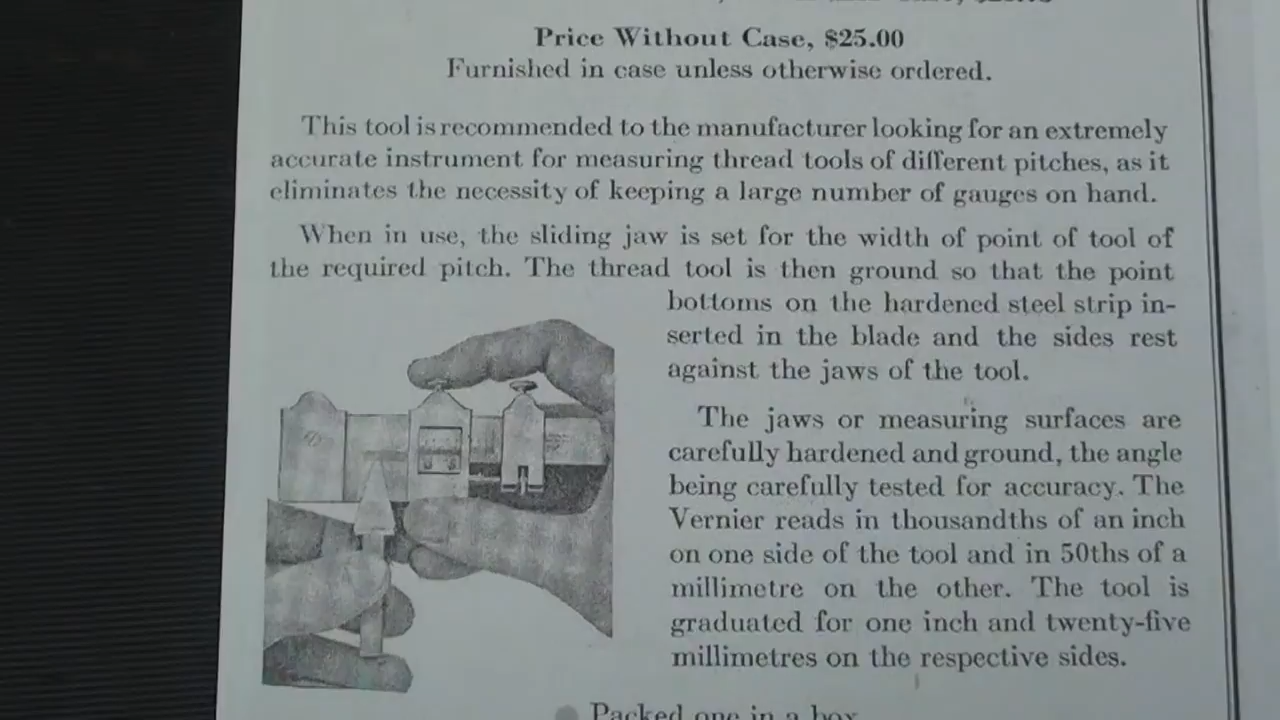 Price Without Case, $25.00
Furnished in case unless otherwise ordered.
This tool is recommended to the manufacturer looking for an extremely
accurate instrument for measuring thread tools of different pitches, as it
eliminates the necessity of keeping a large number of gauges on hand.
When in use, the sliding jaw is set for the width of point of tool of
the required pitch. The thread tool is then ground so that the point
bottoms on the hardened steel strip in-
serted in the blade and the sides rest
against the jaws of the tool.
The jaws or measuring surfaces are
carefully hardened and ground, the angle
being carefully tested for accuracy. The
Vernier reads in thousandths of an inch
on one side of the tool and in 50ths of a
millimetre on the other. The tool is
graduated for one inch and twenty-five
millimetres on the respective sides.
Packed one in a box